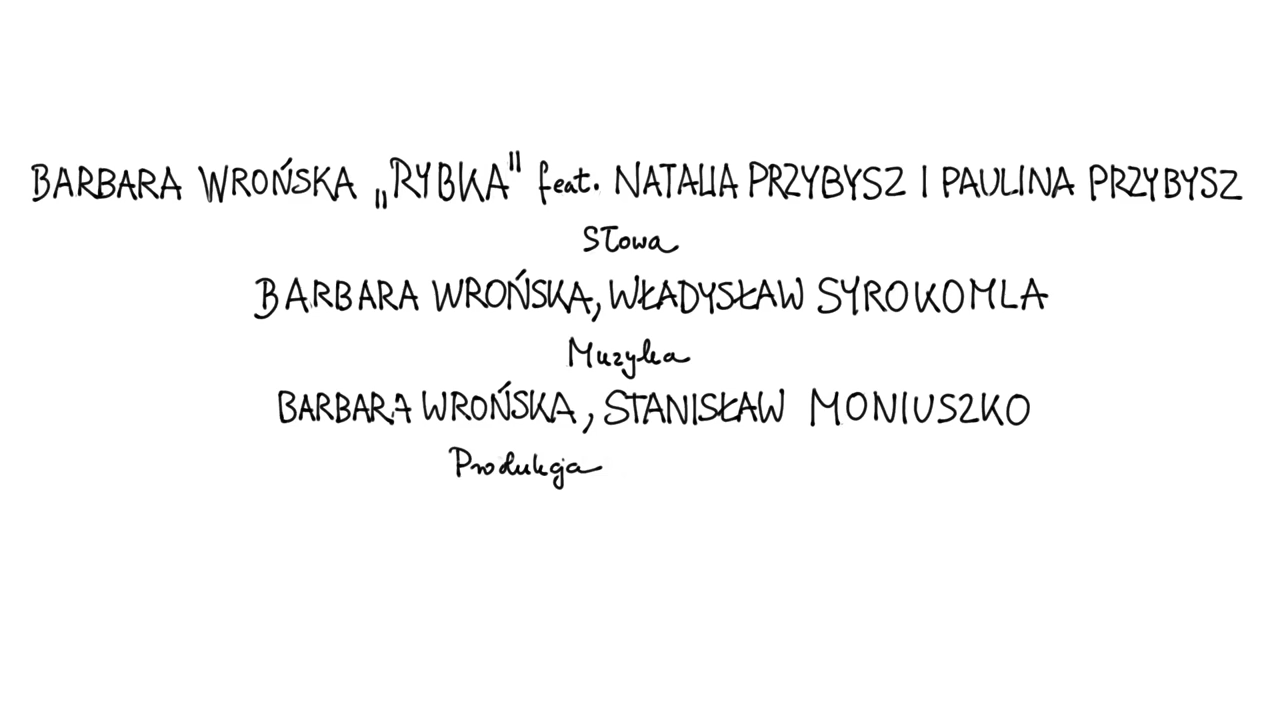 BARBARA WROŃSKA „RYBKA" feat. NATALIA PRZYBYSZ I PAULINA PRZYBYSZ
Słowa
BARBARA WROŃSKA, WŁADYSŁAW SYROKOMLA
Muzyka
BARBARA WROŃSKA, STANISŁAW MONIUSZKO
Produkcja